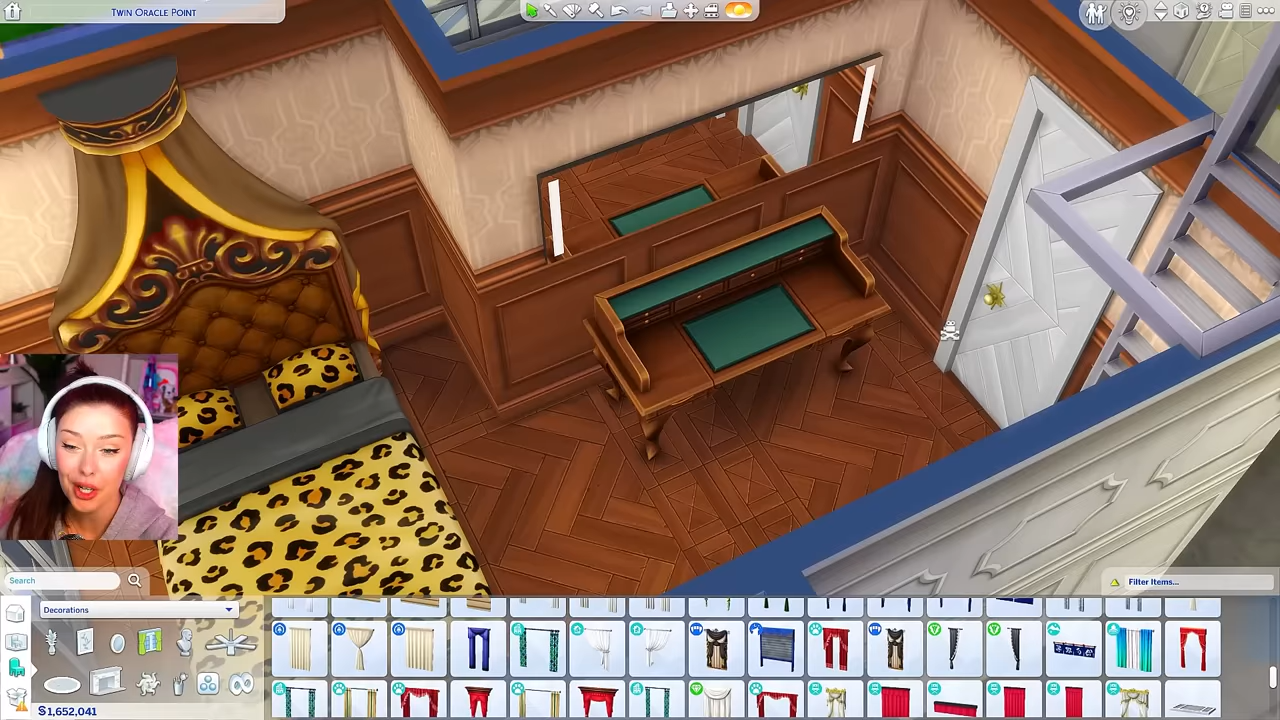 Twin Oracle Point
Search
Filter Items...
Decorations
$1,652,041